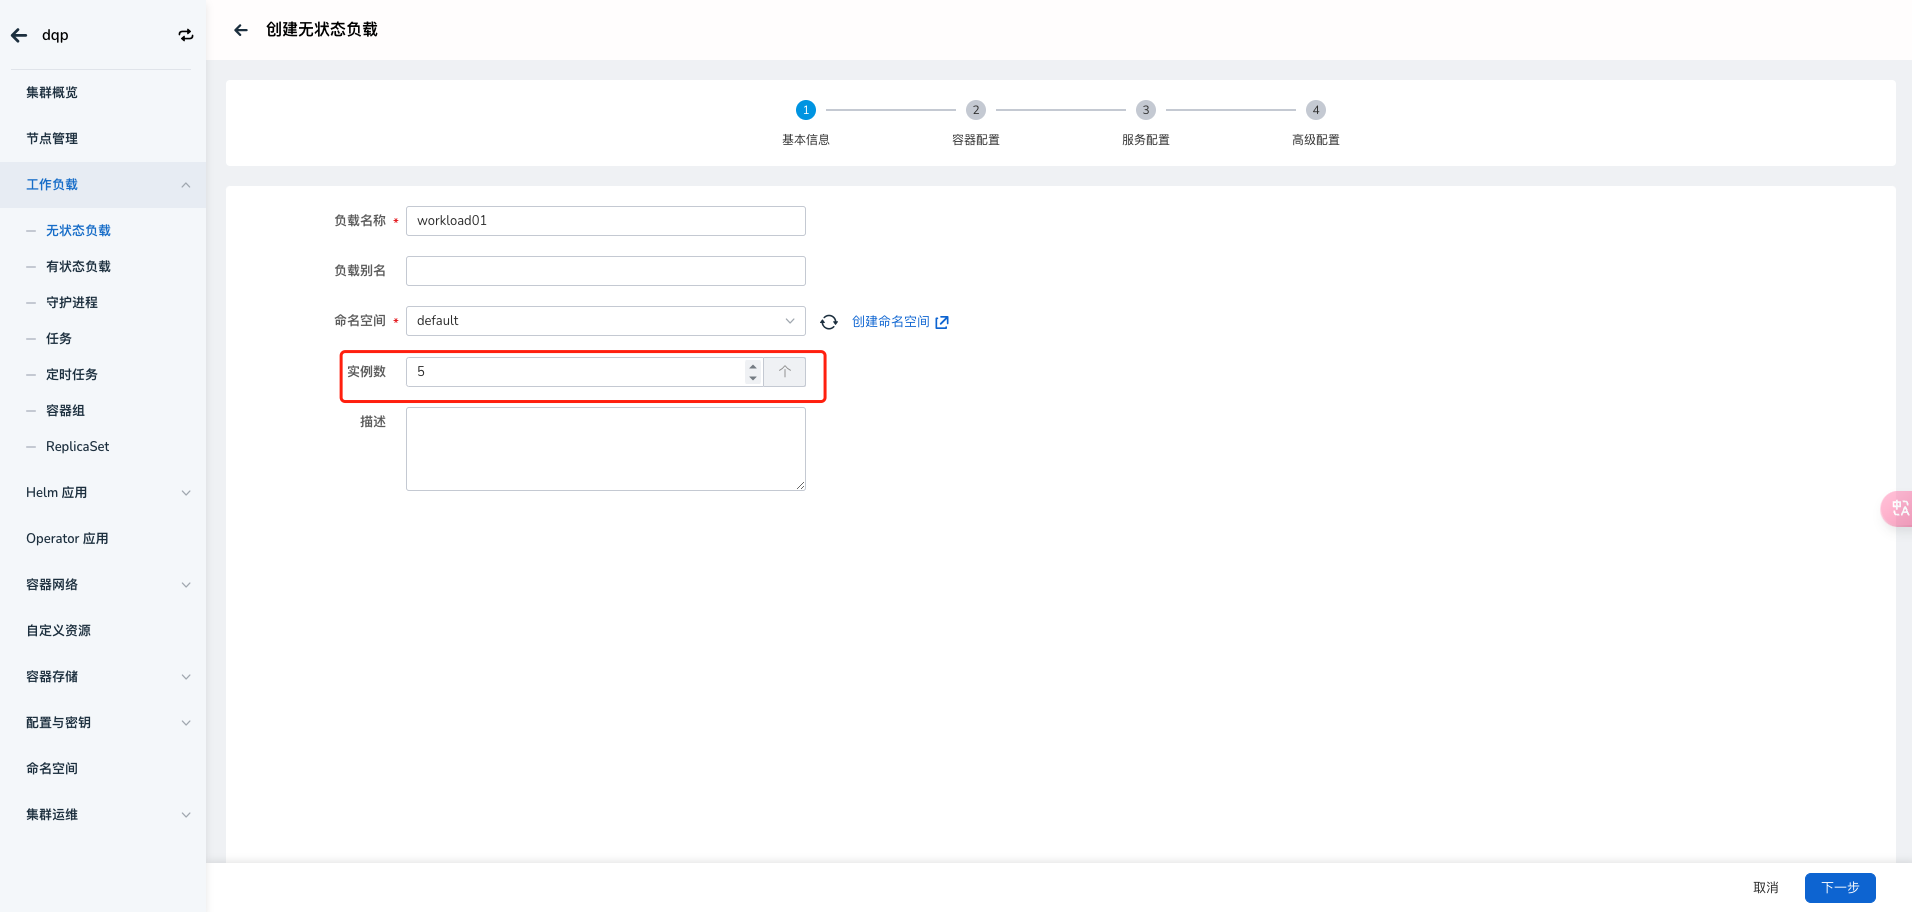 dqp
集群概览
节点管理
工作负载
无状态负载
有状态负载
守护进程
任务
定时任务
容器组
ReplicaSet
Helm 应用
Operator 应用
容器网络
自定义资源
容器存储
配置与密钥
命名空间
集群运维
创建无状态负载
1
2
3
4
基本信息
容器配置
服务配置
高级配置
负载名称 * workload01
负载别名
命名空间 * default 创建命名空间
实例数 5 个
描述
中A
取消 下一步